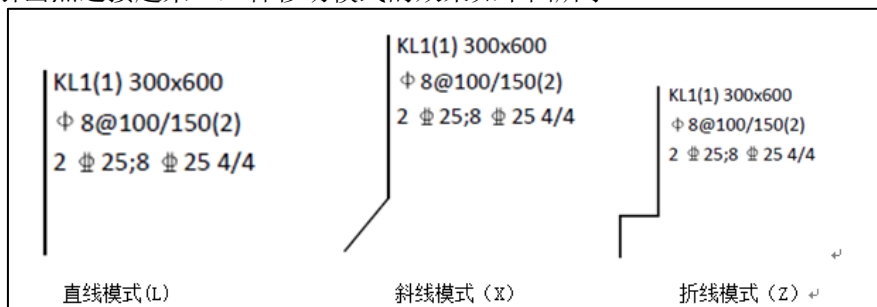 KL1(1) 300x600
Φ 8@100/150(2)
2 ⏀ 25;8 ⏀ 25 4/4
KL1(1) 300x600
Φ 8@100/150(2)
2 ⏀ 25;8 ⏀ 25 4/4
KL1(1) 300x600
Φ 8@100/150(2)
2 ⏀ 25;8 ⏀ 25 4/4
直线模式(L)
斜线模式（X）
折线模式（Z）